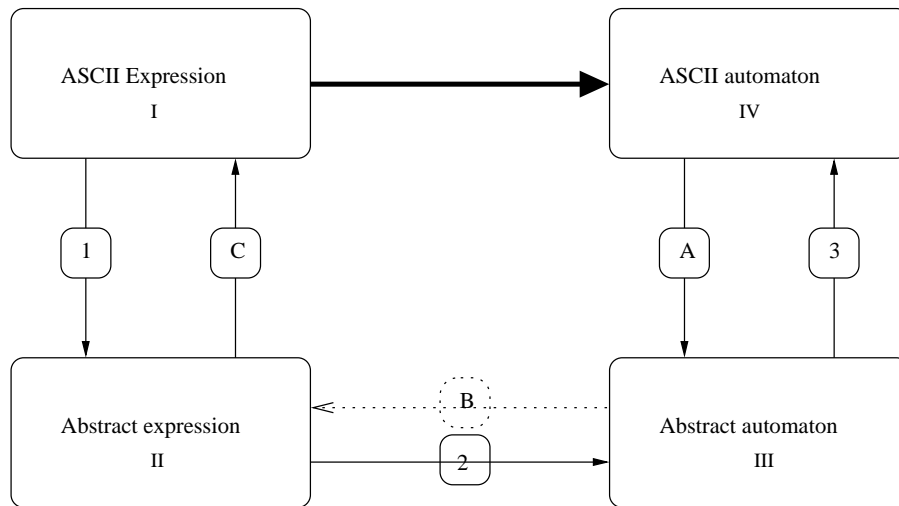 ASCII Expression
I
ASCII automaton
IV
1
C
A
3
B
Abstract expression
II
2
Abstract automaton
III